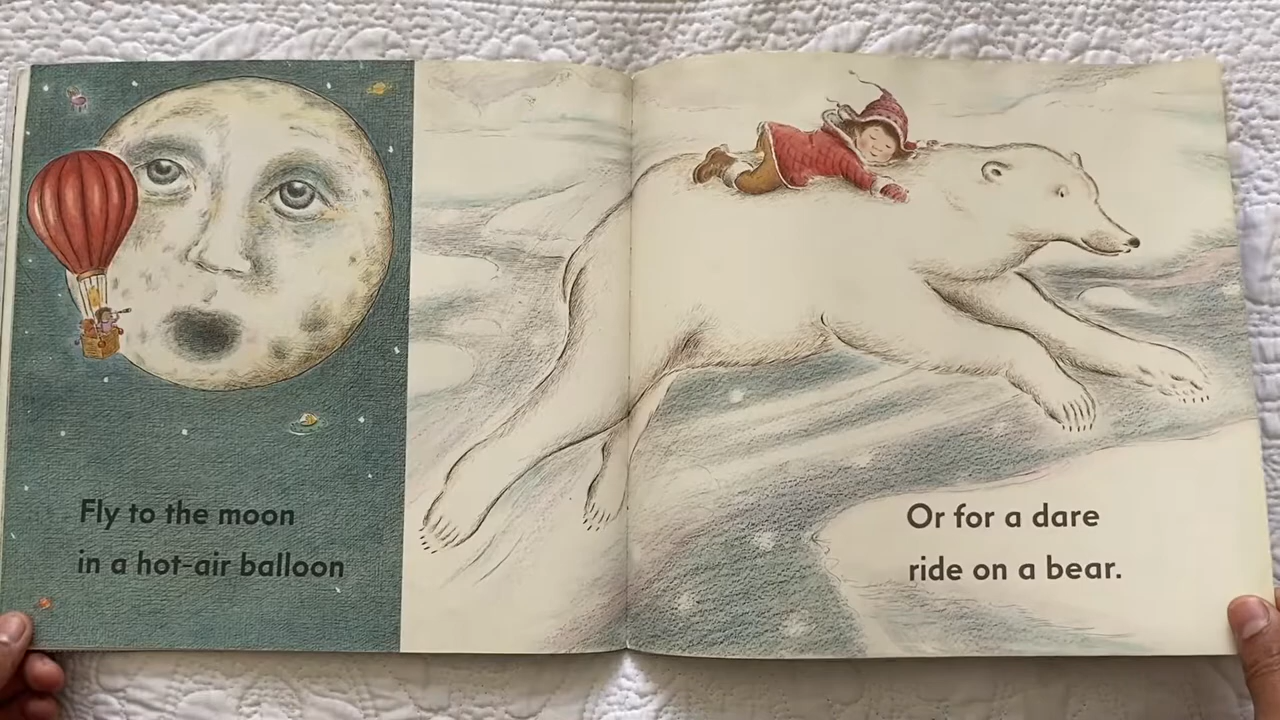 Fly to the moon
in a hot-air balloon
Or for a dare
ride on a bear.